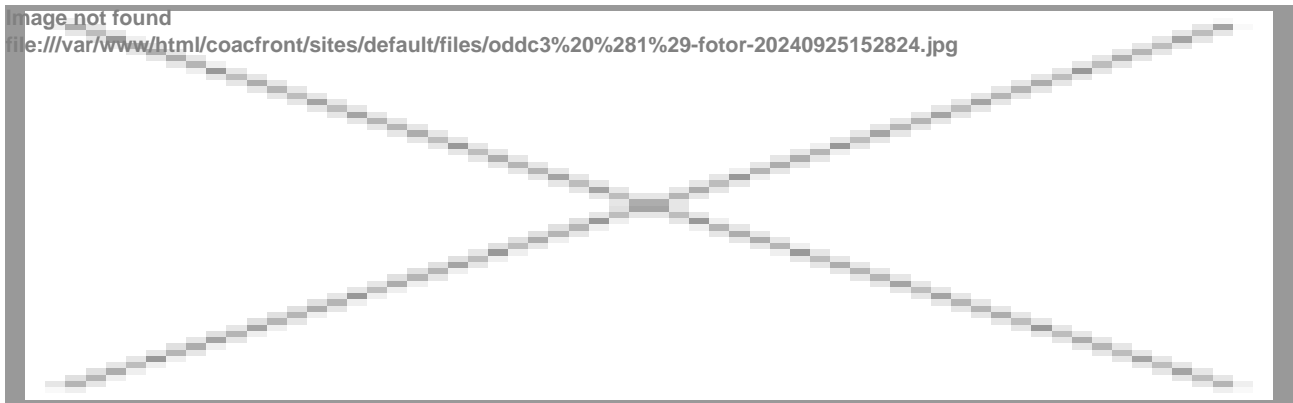 Image not found
file:///var/www/html/coacfront/sites/default/files/oddc3%20%281%29-fotor-20240925152824.jpg